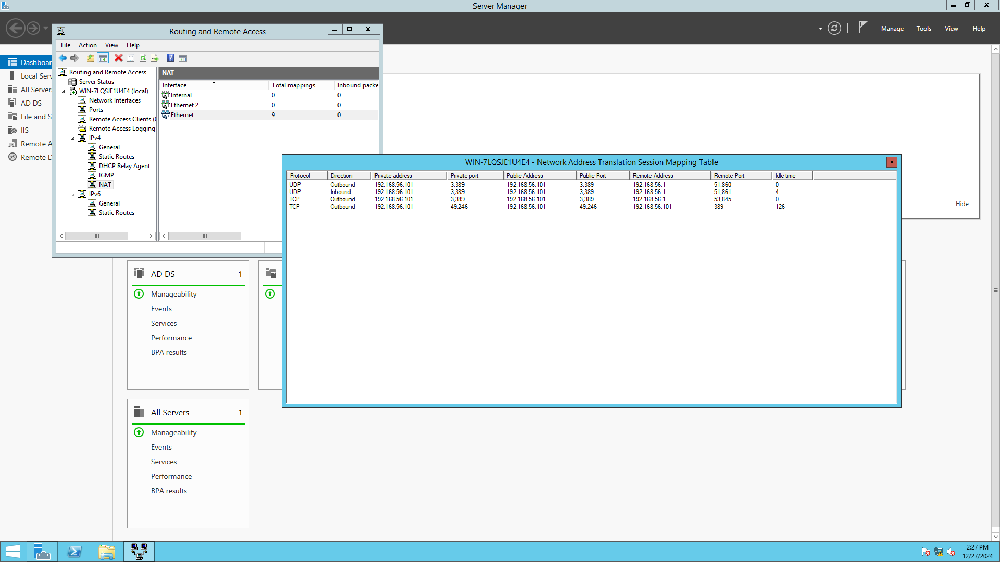 Server Manager
Manage
Tools
View
Help
Routing and Remote Access
File
Action
View
Help
Dashboar
Local Serv
All Server
AD DS
File and S
IIS
Remote A
Remote D
Routing and Remote Access
Server Status
WIN-7LQSJE1U4E4 (local)
Network Interfaces
Ports
Remote Access Clients (
Remote Access Logging
IPv4
General
Static Routes
DHCP Relay Agent
IGMP
NAT
IPv6
General
Static Routes
NAT
Interface Total mappings Inbound packe
Internal 0 0
Ethernet 2 0 0
Ethernet 9 0
WIN-7LQSJE1U4E4 - Network Address Translation Session Mapping Table
Protocol Direction Private address Private port Public Address Public Port Remote Address Remote Port Idle time
UDP Outbound 192.168.56.101 3,389 192.168.56.101 3,389 192.168.56.1 51,860 0
UDP Inbound 192.168.56.101 3,389 192.168.56.101 3,389 192.168.56.1 51,861 4
TCP Outbound 192.168.56.101 3,389 192.168.56.101 3,389 192.168.56.1 53,845 0
TCP Outbound 192.168.56.101 49,246 192.168.56.101 49,246 192.168.56.101 389 126
Hide
AD DS 1
Manageability
Events
Services
Performance
BPA results
All Servers 1
Manageability
Events
Services
Performance
BPA results
2:27 PM
12/27/2024